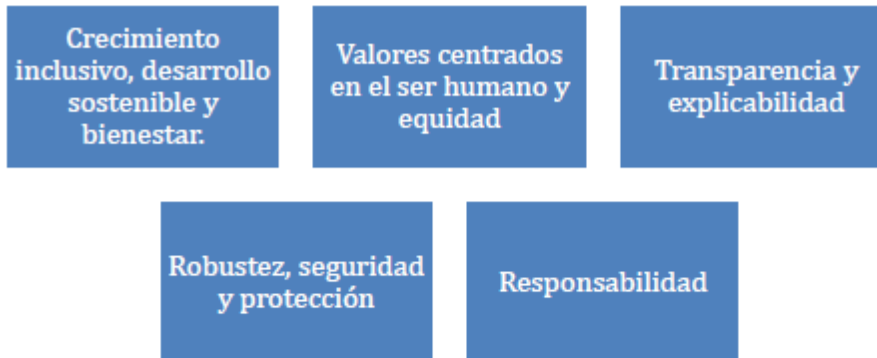 Crecimiento
inclusivo, desarrollo
sostenible y
bienestar.
Valores centrados
en el ser humano y
equidad
Transparencia y
explicabilidad
Robustez, seguridad
y protección
Responsabilidad